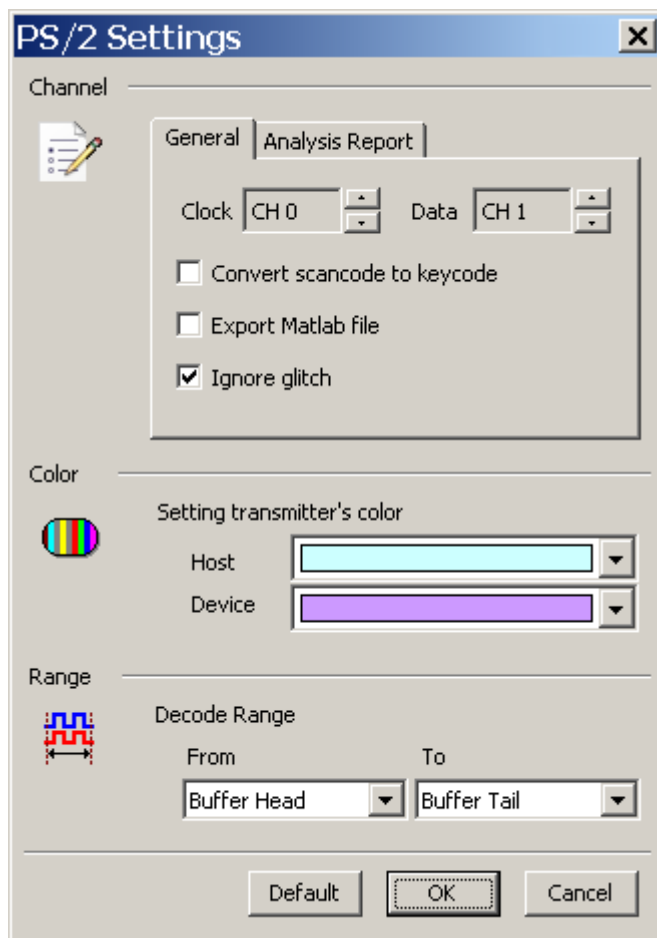 PS/2 Settings
Channel
General Analysis Report
Clock CH 0 Data CH 1
Convert scancode to keycode
Export Matlab file
Ignore glitch
Color
Setting transmitter's color
Host
Device
Range
Decode Range
From To
Buffer Head Buffer Tail
Default OK Cancel